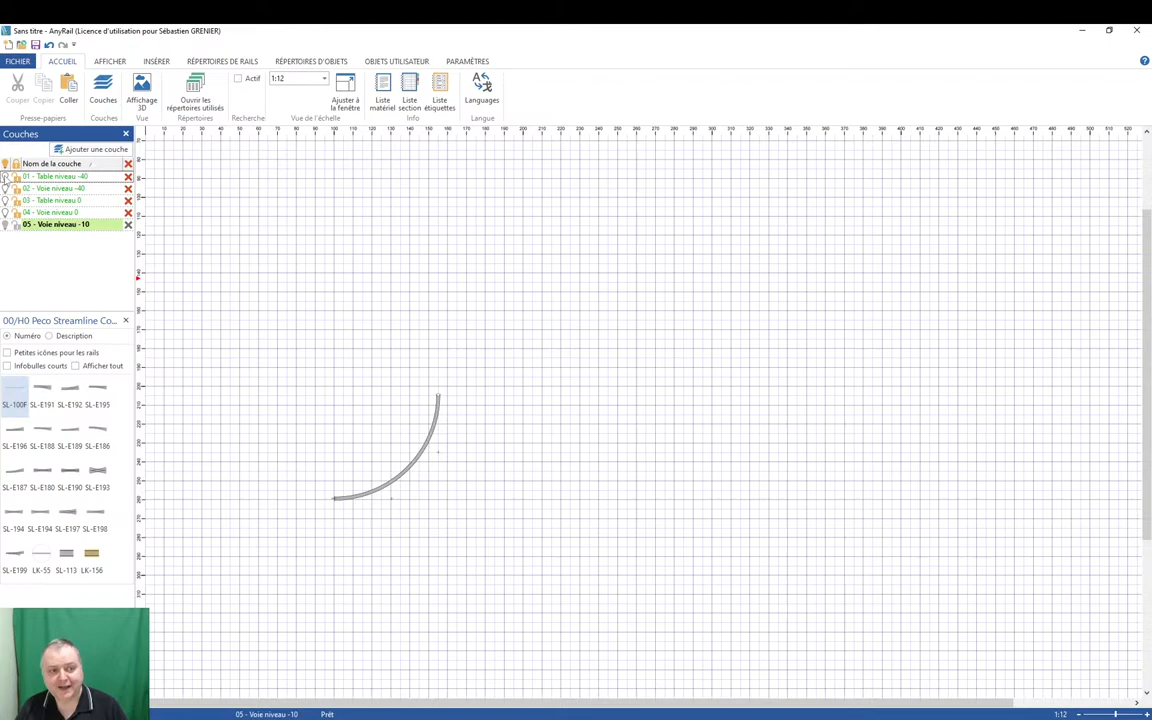 Sans titre - AnyRail (Licence d'utilisation pour Sébastien GRENIER)
FICHIER ACCUEIL AFFICHER INSÉRER RÉPERTOIRES DE RAILS RÉPERTOIRES D'OBJETS OBJETS UTILISATEUR PARAMÈTRES
Couper Copier Coller
Presse-papiers
Couches
Couches
Affichage
3D
Vue
Ouvrir les
répertoires utilisés
Répertoires
Actif
Recherche
1:12
Ajuster à
la fenêtre
Vue de l'échelle
Liste
matériel
Liste
section
Liste
étiquettes
Info
Languages
Langue
Couches
Ajouter une couche
Nom de la couche
01 - Table niveau -40
02 - Voie niveau -40
03 - Table niveau 0
04 - Voie niveau 0
05 - Voie niveau -10
00/H0 Peco Streamline Co...
Numéro Description
Petites icônes pour les rails
Infobulles courts Afficher tout
SL-100F SL-E191 SL-E192 SL-E195
SL-E196 SL-E188 SL-E189 SL-E186
SL-E187 SL-E180 SL-E190 SL-E193
SL-194 SL-E194 SL-E197 SL-E198
SL-E199 LK-55 SL-113 LK-156
05 - Voie niveau -10 Prêt 1:12